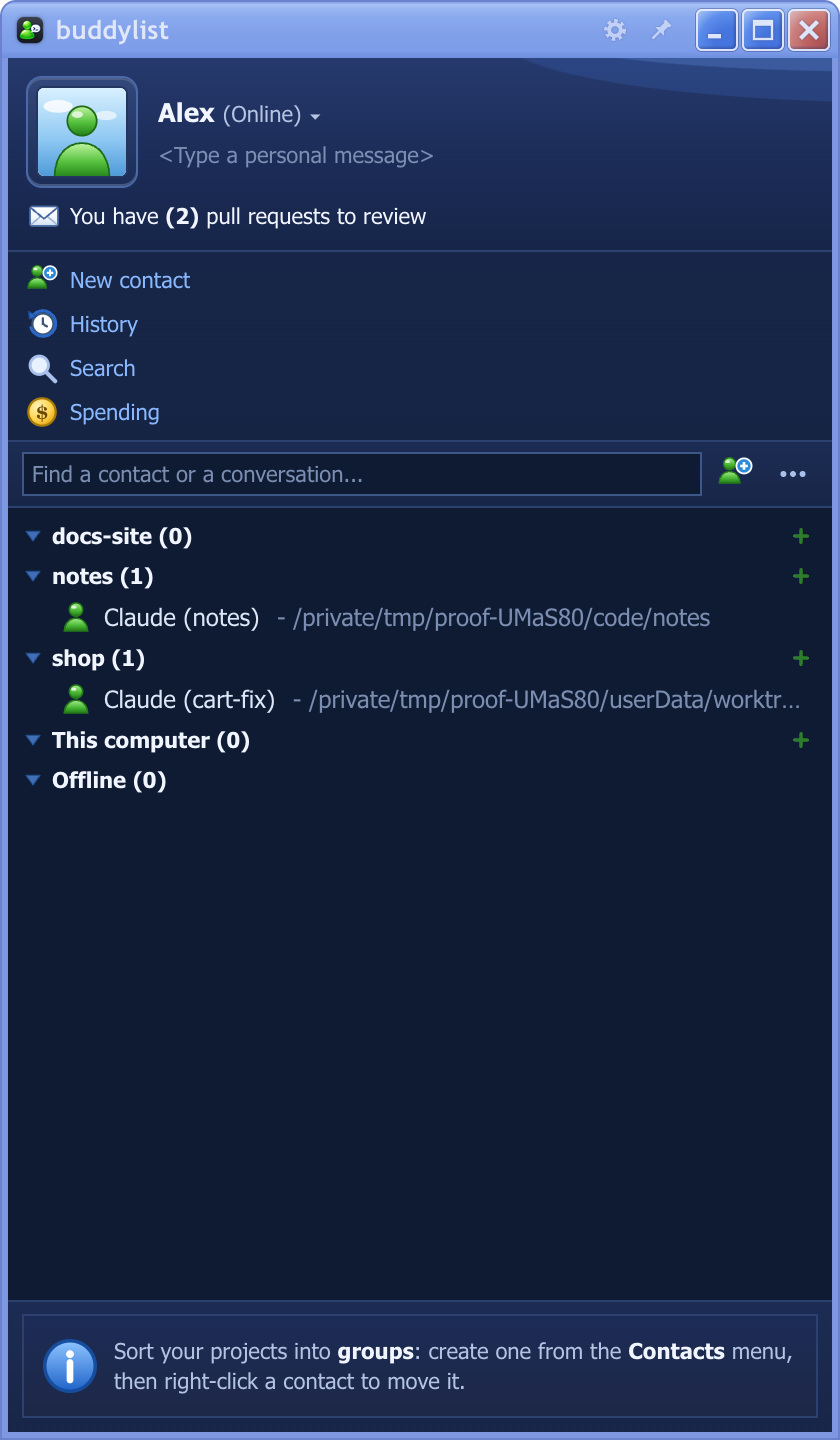 buddylist
Alex (Online)
<Type a personal message>
You have (2) pull requests to review
New contact
History
Search
Spending
Find a contact or a conversation...
docs-site (0)
notes (1)
Claude (notes) - /private/tmp/proof-UMaS80/code/notes
shop (1)
Claude (cart-fix) - /private/tmp/proof-UMaS80/userData/worktr...
This computer (0)
Offline (0)
Sort your projects into groups: create one from the Contacts menu,
then right-click a contact to move it.